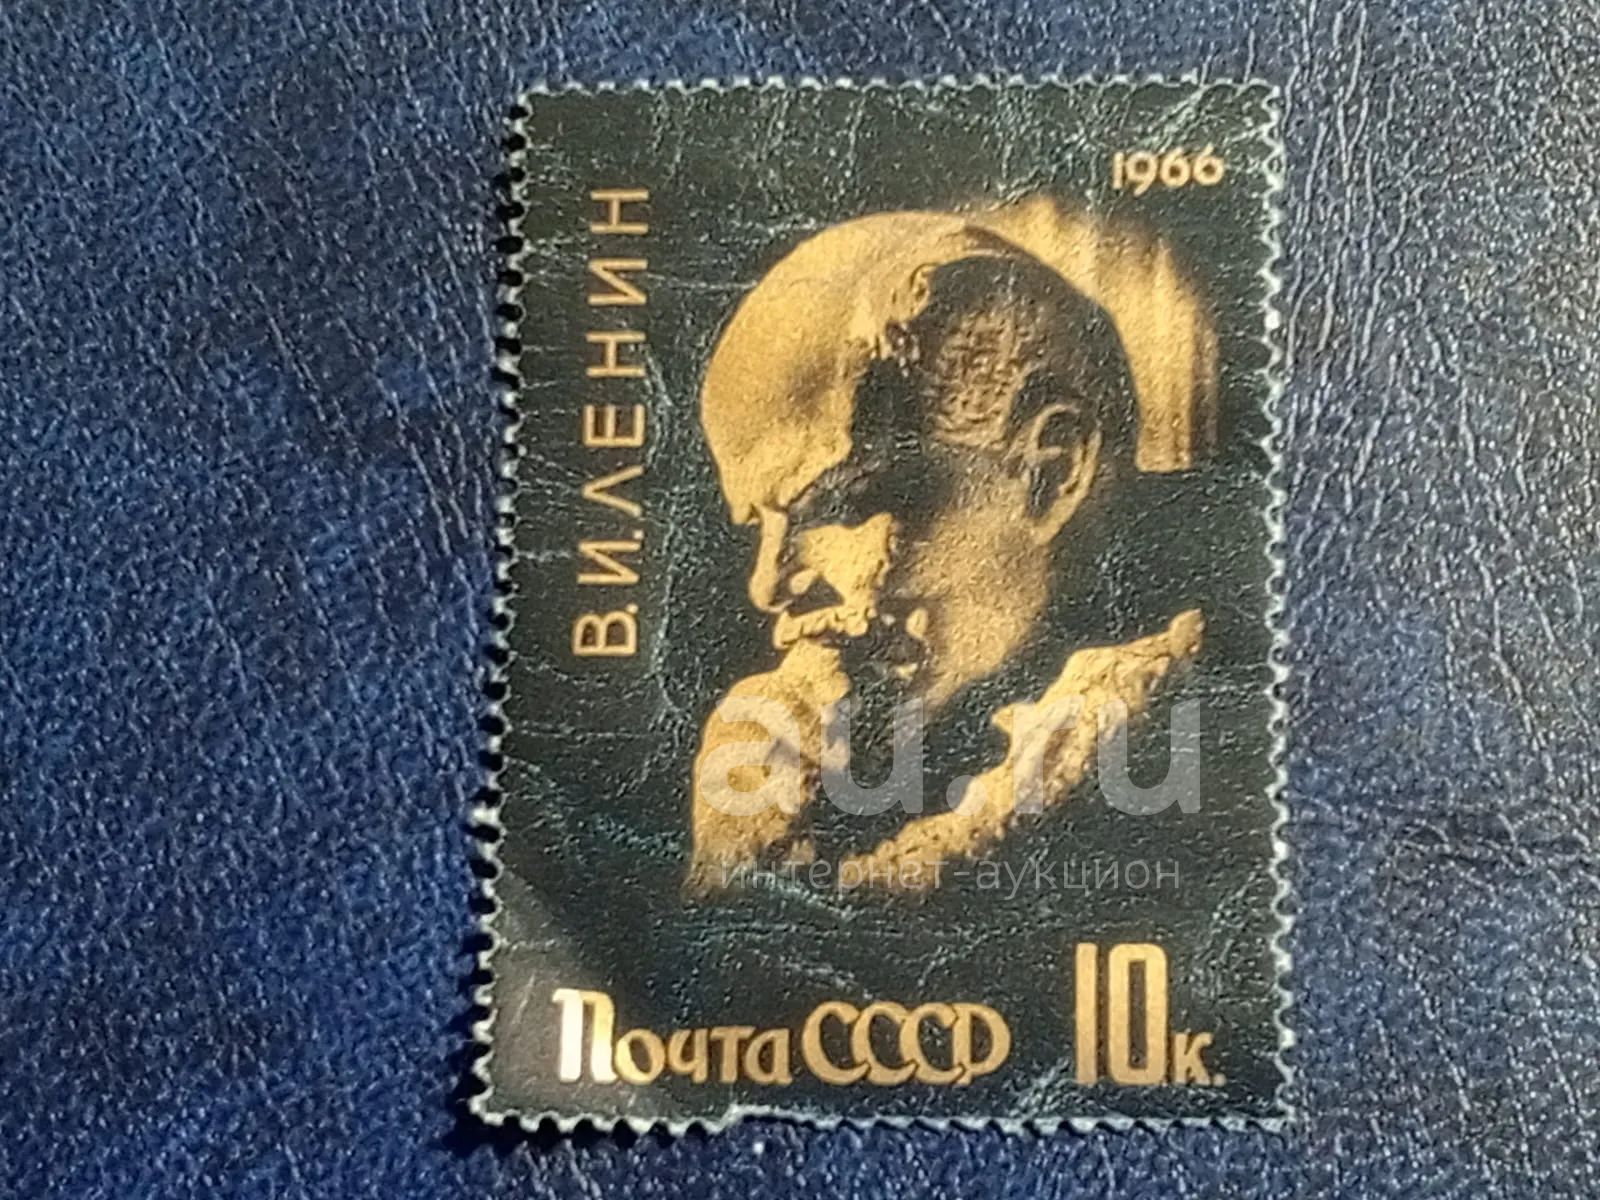 1966
В. И. ЛЕНИН
au.ru
интернет-аукцион
Почта СССР 10к.